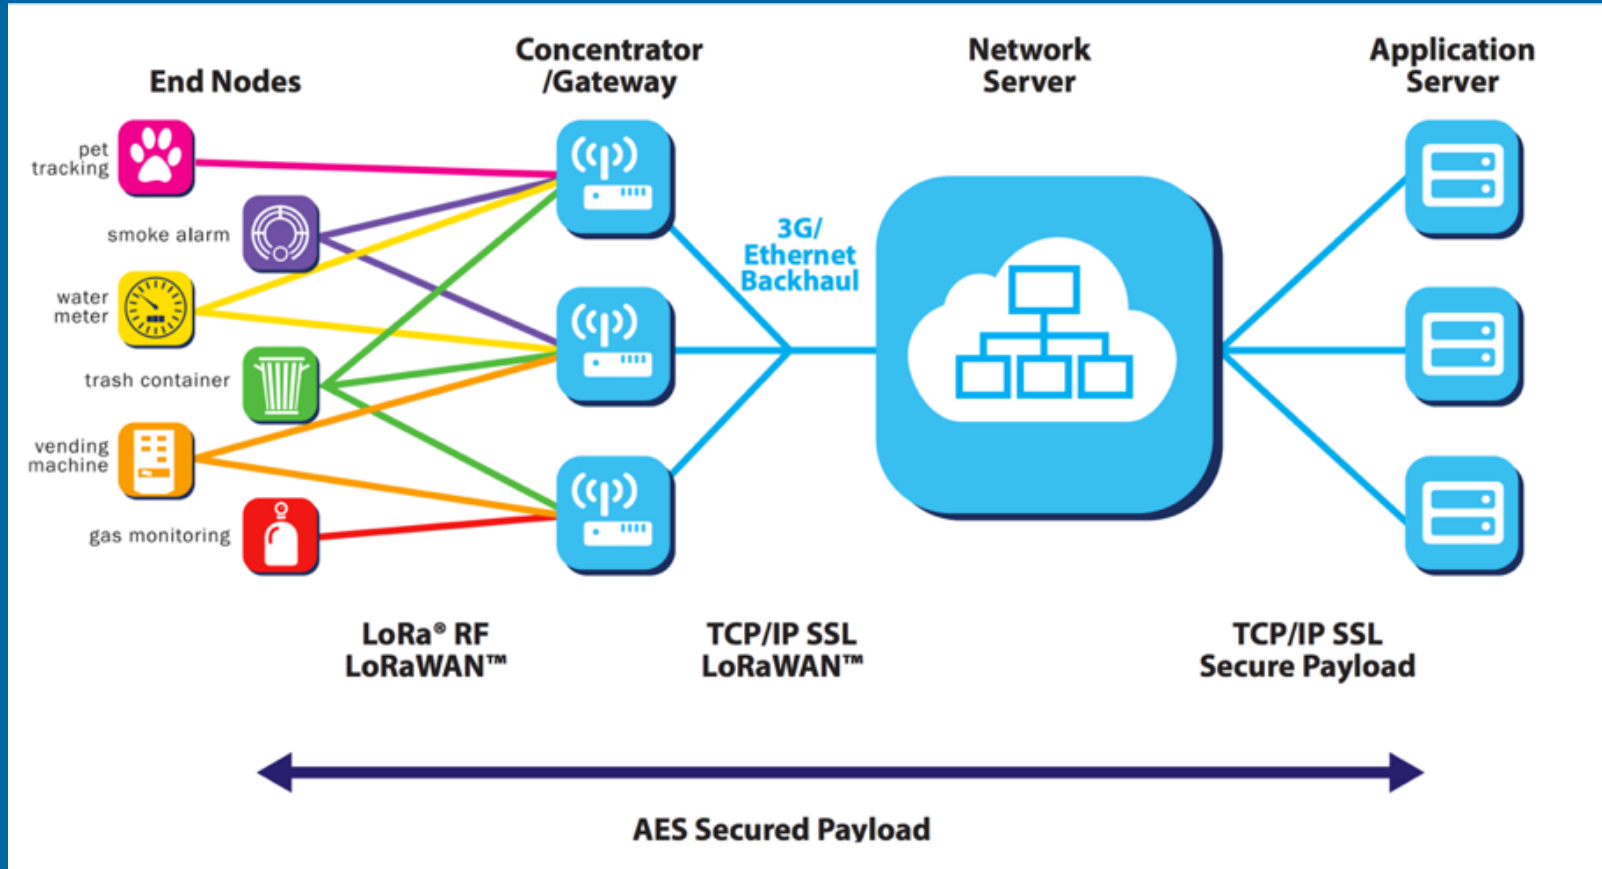 End Nodes
Concentrator
/Gateway
Network
Server
Application
Server
pet
tracking
smoke alarm
water
meter
trash container
vending
machine
gas monitoring
3G/
Ethernet
Backhaul
LoRa® RF
LoRaWAN™
TCP/IP SSL
LoRaWAN™
TCP/IP SSL
Secure Payload
AES Secured Payload